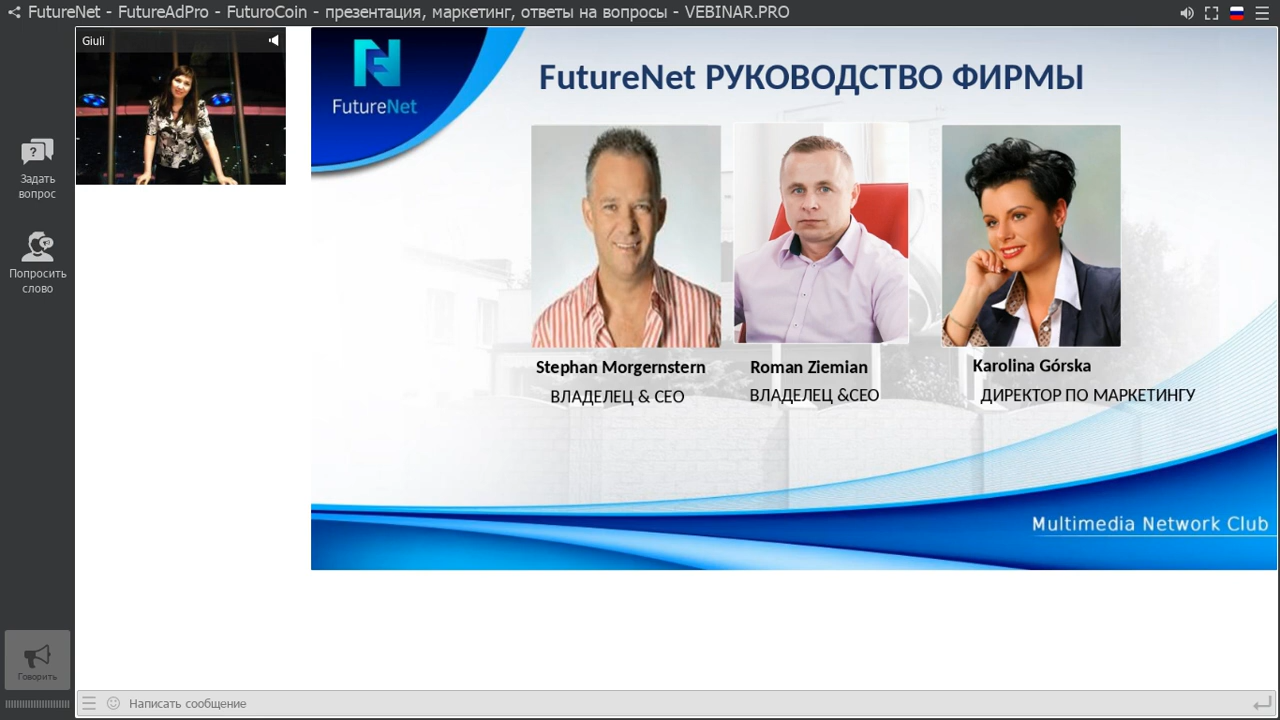 FutureNet - FutureAdPro - FuturoCoin - презентация, маркетинг, ответы на вопросы - VEBINAR.PRO
Giuli
FutureNet
FutureNet РУКОВОДСТВО ФИРМЫ
Задать
вопрос
Попросить
слово
Stephan Morgernstern
Roman Ziemian
Karolina Górska
ВЛАДЕЛЕЦ & CEO
ВЛАДЕЛЕЦ &CEO
ДИРЕКТОР ПО МАРКЕТИНГУ
Multimedia Network Club
Говорить
Написать сообщение